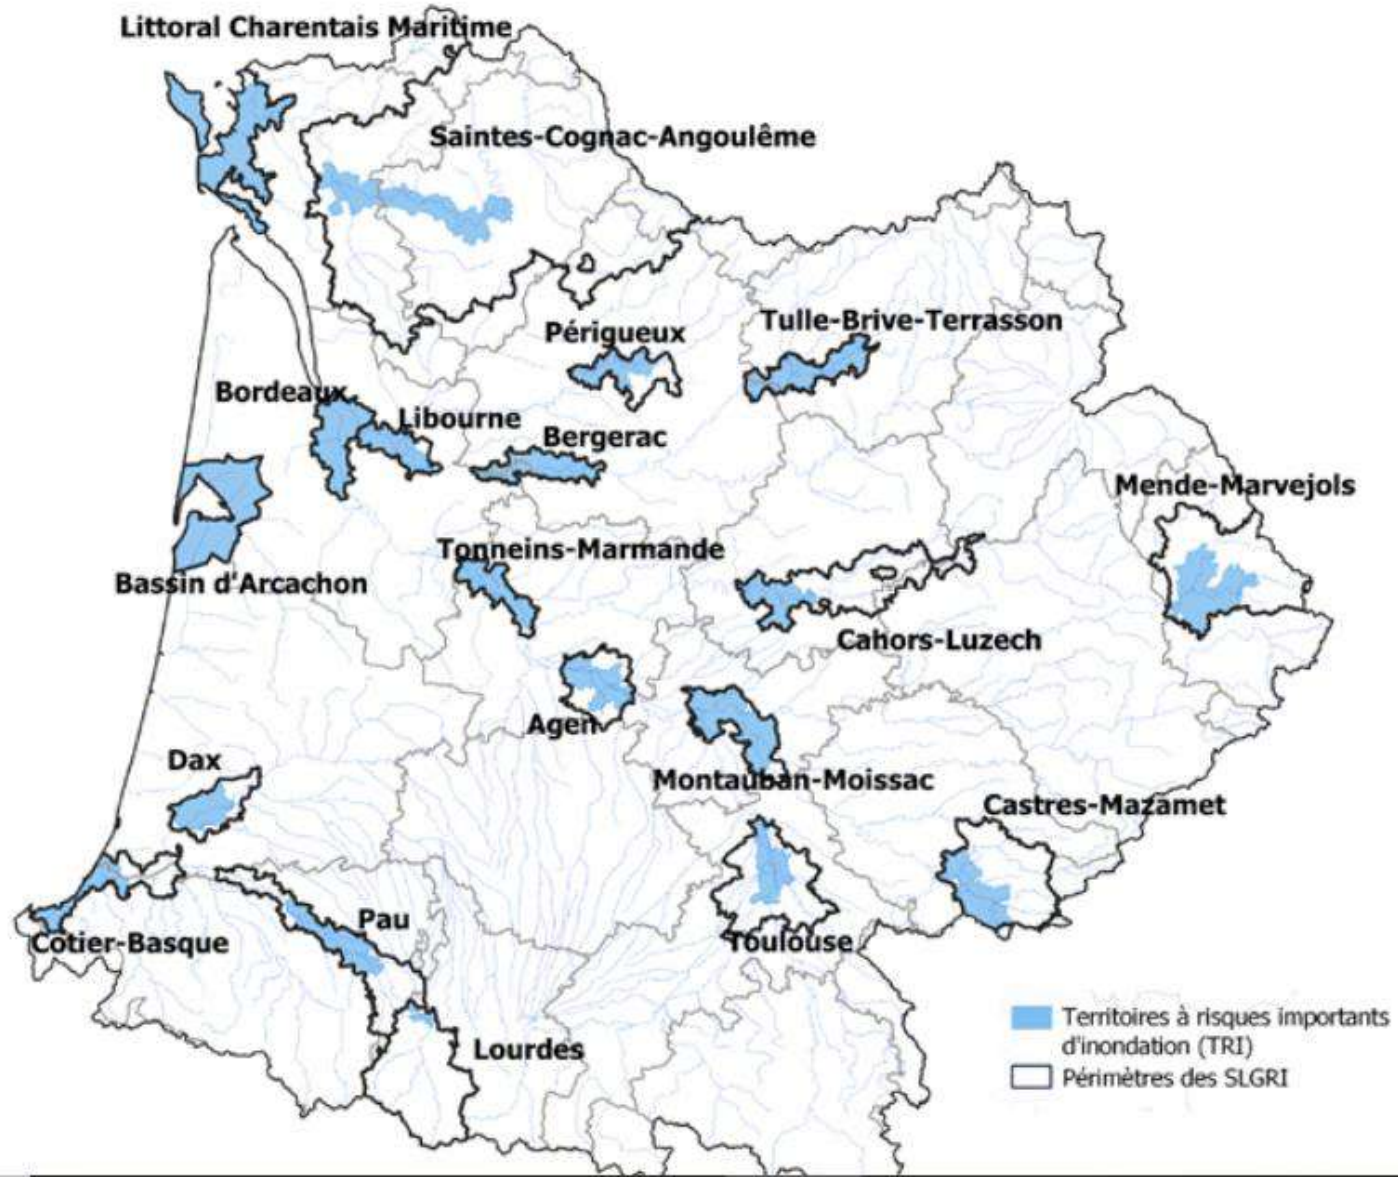 Littoral Charentais Maritime
Saintes-Cognac-Angoulême
Périgueux
Tulle-Brive-Terrasson
Bordeaux
Libourne
Bergerac
Mende-Marvejols
Tonneins-Marmande
Bassin d'Arcachon
Cahors-Luzech
Agen
Dax
Montauban-Moissac
Castres-Mazamet
Pau
Cotier-Basque
Toulouse
Lourdes
Territoires à risques importants
d'inondation (TRI)
Périmètres des SLGRI